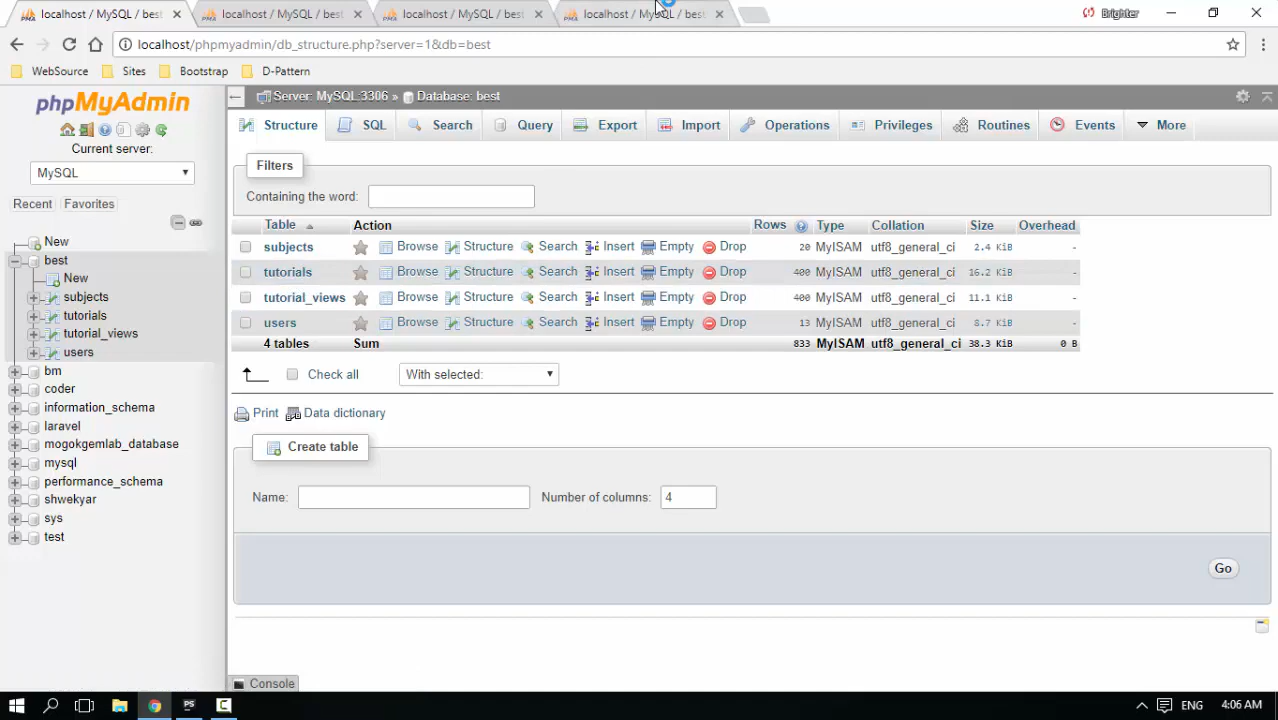 localhost / MySQL / best localhost / MySQL / best localhost / MySQL / best localhost / MySQL / best Brighter
localhost/phpmyadmin/db_structure.php?server=1&db=best
WebSource Sites Bootstrap D-Pattern
phpMyAdmin
Current server:
MySQL
Recent Favorites
New
best
New
subjects
tutorials
tutorial_views
users
bm
coder
information_schema
laravel
mogokgemlab_database
mysql
performance_schema
shwekyar
sys
test
Server: MySQL:3306 » Database: best
Structure SQL Search Query Export Import Operations Privileges Routines Events More
Filters
Containing the word:
Table Action Rows Type Collation Size Overhead
subjects Browse Structure Search Insert Empty Drop 20 MyISAM utf8_general_ci 2.4 KiB -
tutorials Browse Structure Search Insert Empty Drop 400 MyISAM utf8_general_ci 16.2 KiB -
tutorial_views Browse Structure Search Insert Empty Drop 400 MyISAM utf8_general_ci 11.1 KiB -
users Browse Structure Search Insert Empty Drop 13 MyISAM utf8_general_ci 8.7 KiB -
4 tables Sum 833 MyISAM utf8_general_ci 38.3 KiB 0 B
Check all With selected:
Print Data dictionary
Create table
Name: Number of columns: 4
Go
Console
PS C ENG 4:06 AM